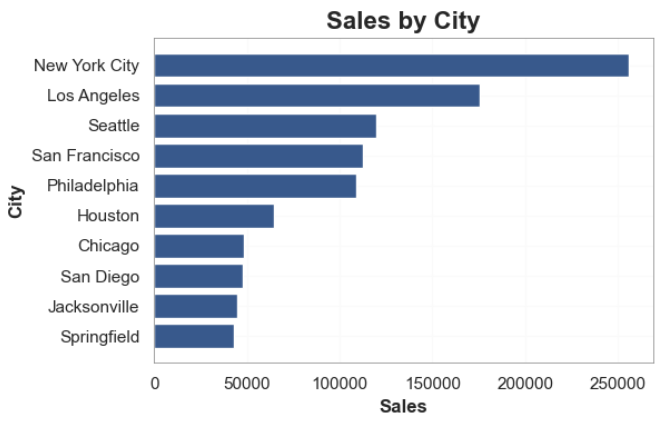 Sales by City
New York City
Los Angeles
Seattle
San Francisco
Philadelphia
Houston
Chicago
San Diego
Jacksonville
Springfield
City
0 50000 100000 150000 200000 250000
Sales